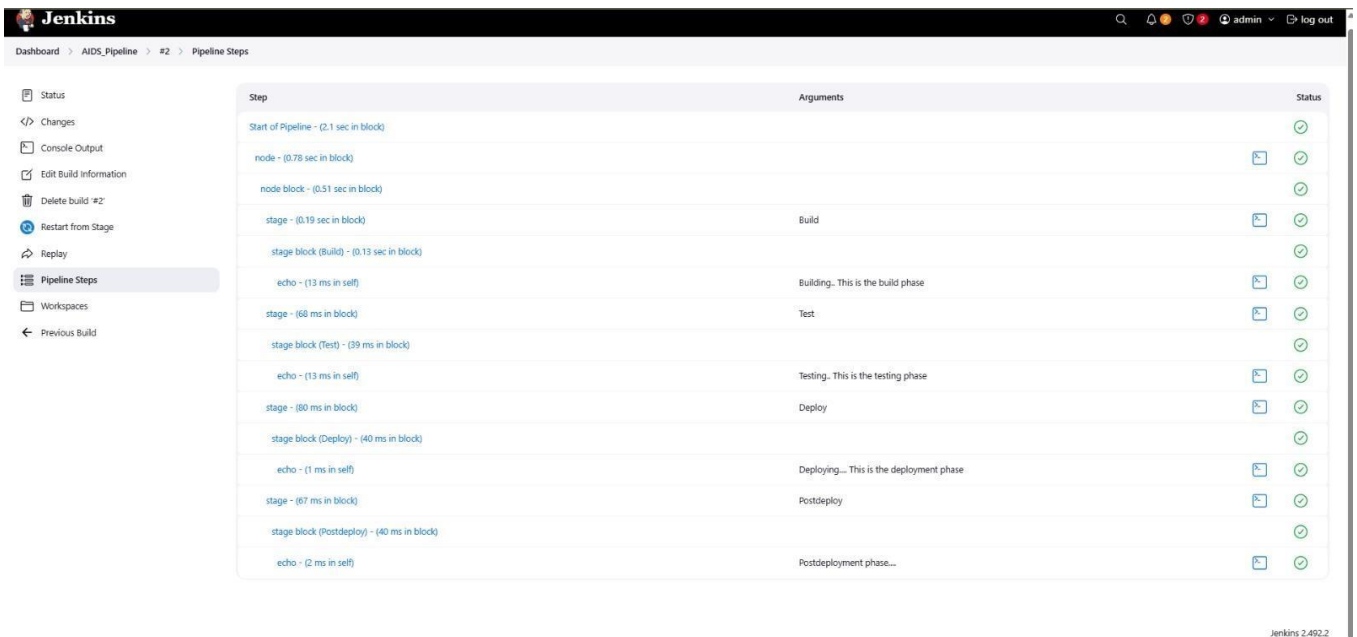 Jenkins
2
2
admin
log out
Dashboard > AIDS_Pipeline > #2 > Pipeline Steps
Status
Changes
Console Output
Edit Build Information
Delete build '#2'
Restart from Stage
Replay
Pipeline Steps
Workspaces
Previous Build
Step Arguments Status
Start of Pipeline - (2.1 sec in block)
node - (0.78 sec in block)
node block - (0.51 sec in block)
stage - (0.19 sec in block) Build
stage block (Build) - (0.13 sec in block)
echo - (13 ms in self) Building.. This is the build phase
stage - (68 ms in block) Test
stage block (Test) - (39 ms in block)
echo - (13 ms in self) Testing.. This is the testing phase
stage - (80 ms in block) Deploy
stage block (Deploy) - (40 ms in block)
echo - (1 ms in self) Deploying.... This is the deployment phase
stage - (67 ms in block) Postdeploy
stage block (Postdeploy) - (40 ms in block)
echo - (2 ms in self) Postdeployment phase....
Jenkins 2.492.2